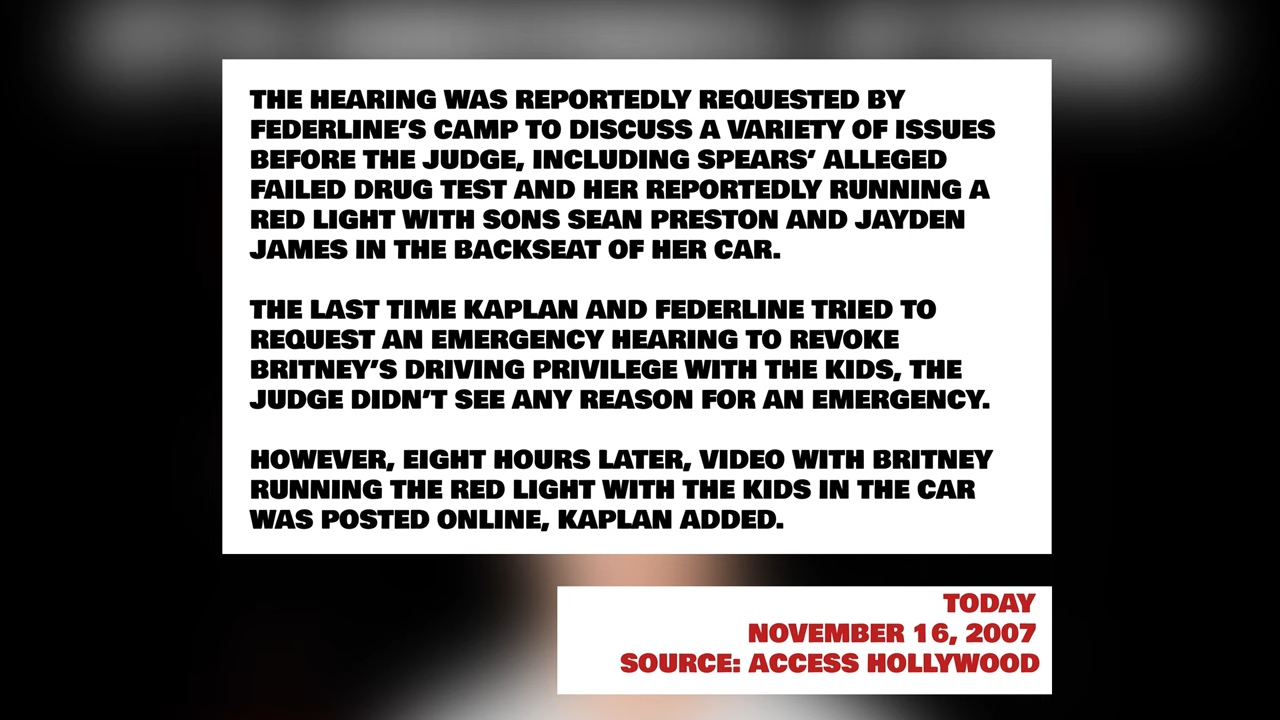 THE HEARING WAS REPORTEDLY REQUESTED BY
FEDERLINE'S CAMP TO DISCUSS A VARIETY OF ISSUES
BEFORE THE JUDGE, INCLUDING SPEARS' ALLEGED
FAILED DRUG TEST AND HER REPORTEDLY RUNNING A
RED LIGHT WITH SONS SEAN PRESTON AND JAYDEN
JAMES IN THE BACKSEAT OF HER CAR.
THE LAST TIME KAPLAN AND FEDERLINE TRIED TO
REQUEST AN EMERGENCY HEARING TO REVOKE
BRITNEY'S DRIVING PRIVILEGE WITH THE KIDS, THE
JUDGE DIDN'T SEE ANY REASON FOR AN EMERGENCY.
HOWEVER, EIGHT HOURS LATER, VIDEO WITH BRITNEY
RUNNING THE RED LIGHT WITH THE KIDS IN THE CAR
WAS POSTED ONLINE, KAPLAN ADDED.
TODAY
NOVEMBER 16, 2007
SOURCE: ACCESS HOLLYWOOD